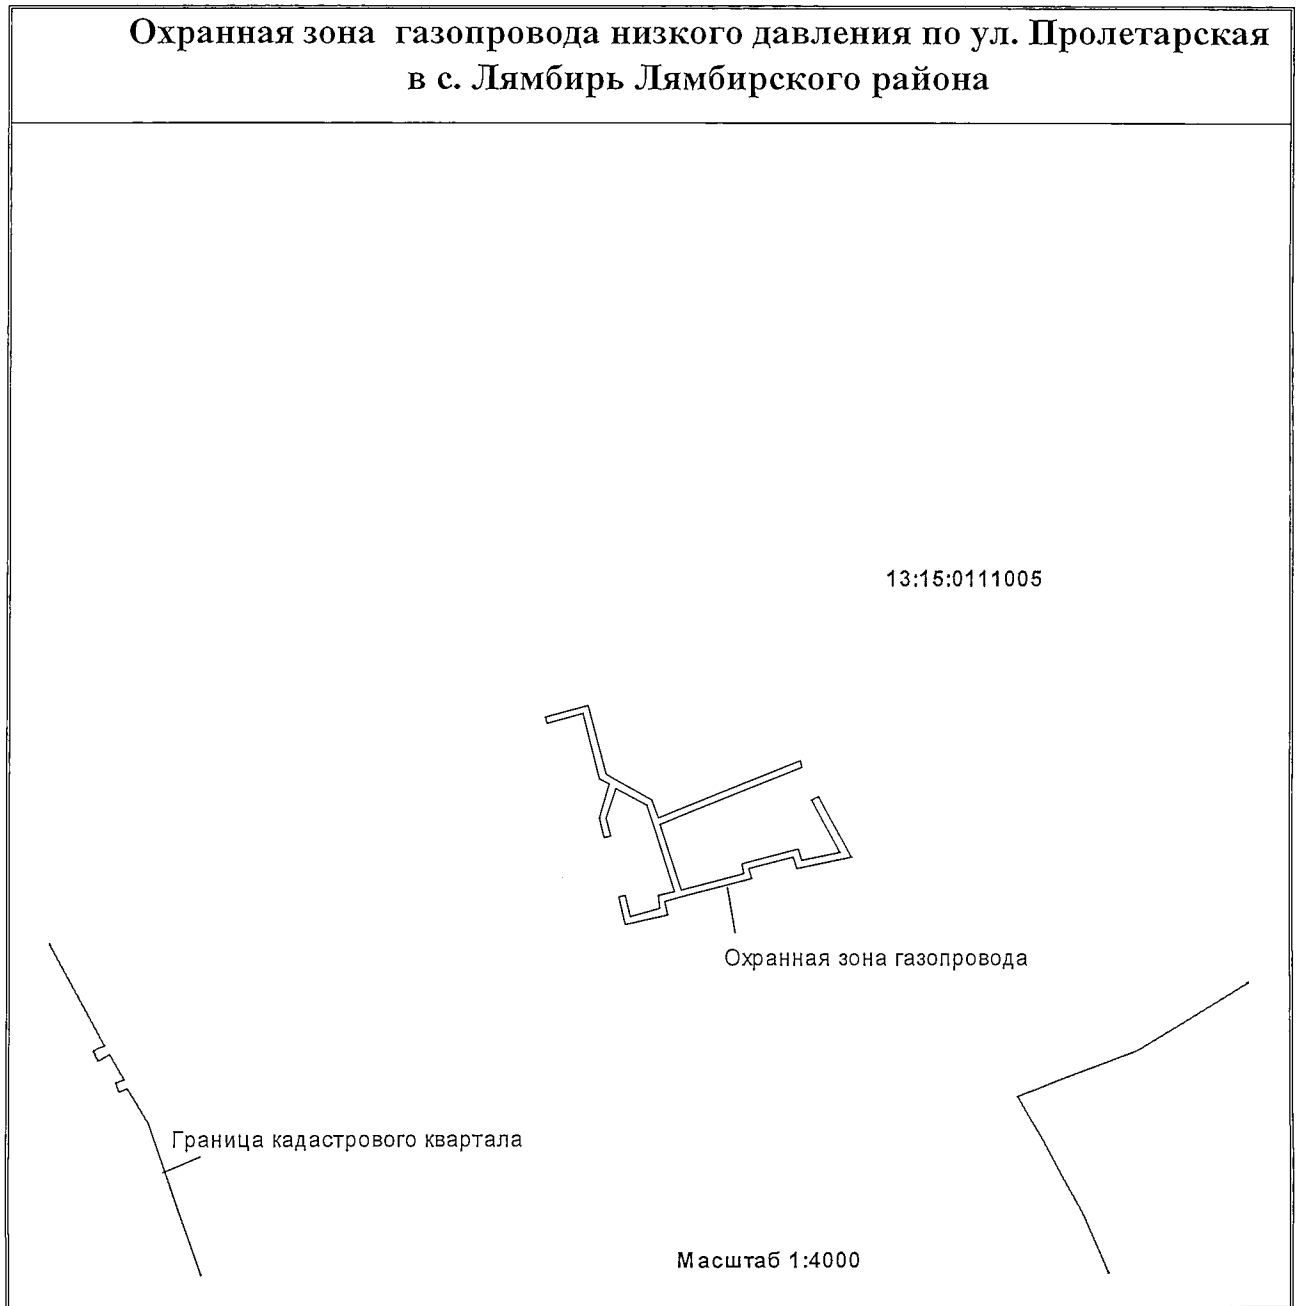 Охранная зона газопровода низкого давления по ул. Пролетарская
в с. Лямбирь Лямбирского района
13:15:0111005
Охранная зона газопровода
Граница кадастрового квартала
Масштаб 1:4000